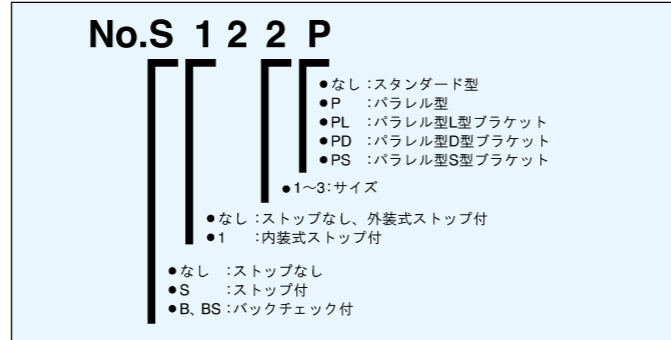 No.S 1 2 2 P
●なし：スタンダード型
●P ：パラレル型
●PL ：パラレル型L型ブラケット
●PD ：パラレル型D型ブラケット
●PS ：パラレル型S型ブラケット
●1〜3：サイズ
●なし：ストップなし、外装式ストップ付
●1 ：内装式ストップ付
●なし ：ストップなし
●S ：ストップ付
●B、BS：バックチェック付